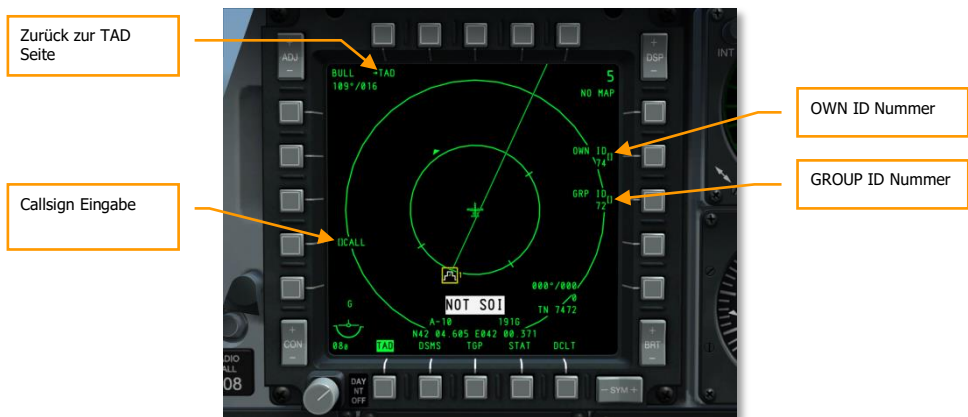 Zurück zur TAD
Seite
ADJ
DSP
INT
BULL →TAD
109°/016
5
NO MAP
OWN ID
74
OWN ID Nummer
GRP ID
72
GROUP ID Nummer
Callsign Eingabe
[]CALL
1
000°/000
0
TN 7472
NOT SOI
G
A-10 191G
N42 04.605 E042 00.371
08a
TAD DSMS TGP STAT DCLT
CON
BRT
08
DAY
NT
OFF
- SYM +